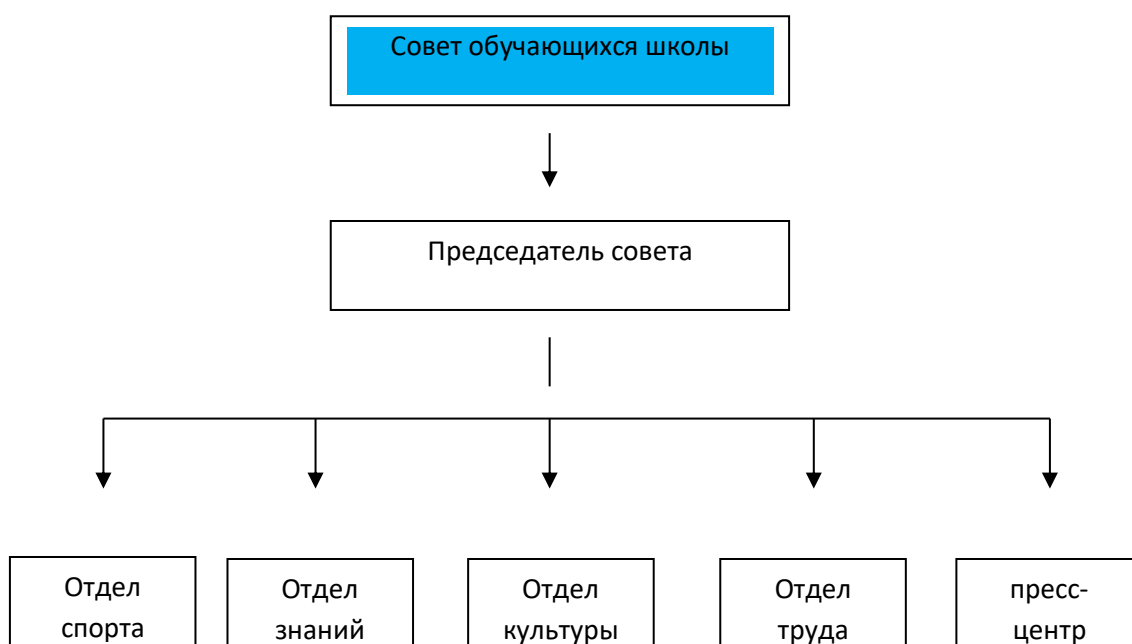 Совет обучающихся школы
Председатель совета
Отдел
спорта
Отдел
знаний
Отдел
культуры
Отдел
труда
пресс-
центр